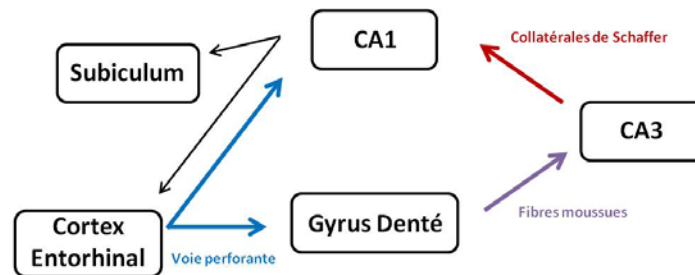 CA1
Collatérales de Schaffer
Subiculum
CA3
Cortex
Entorhinal
Gyrus Denté
Fibres moussues
Voie perforante